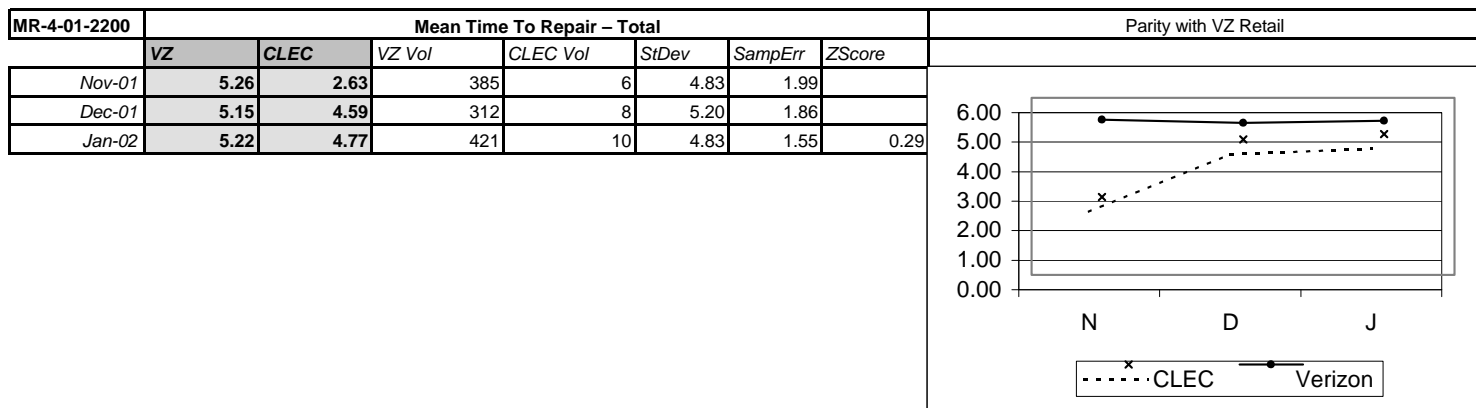 MR-4-01-2200 Mean Time To Repair – Total Parity with VZ Retail
VZ CLEC VZ Vol CLEC Vol StDev SampErr ZScore
Nov-01 5.26 2.63 385 6 4.83 1.99
Dec-01 5.15 4.59 312 8 5.20 1.86
Jan-02 5.22 4.77 421 10 4.83 1.55 0.29
6.00
5.00
4.00
3.00
2.00
1.00
0.00
N D J
CLEC Verizon